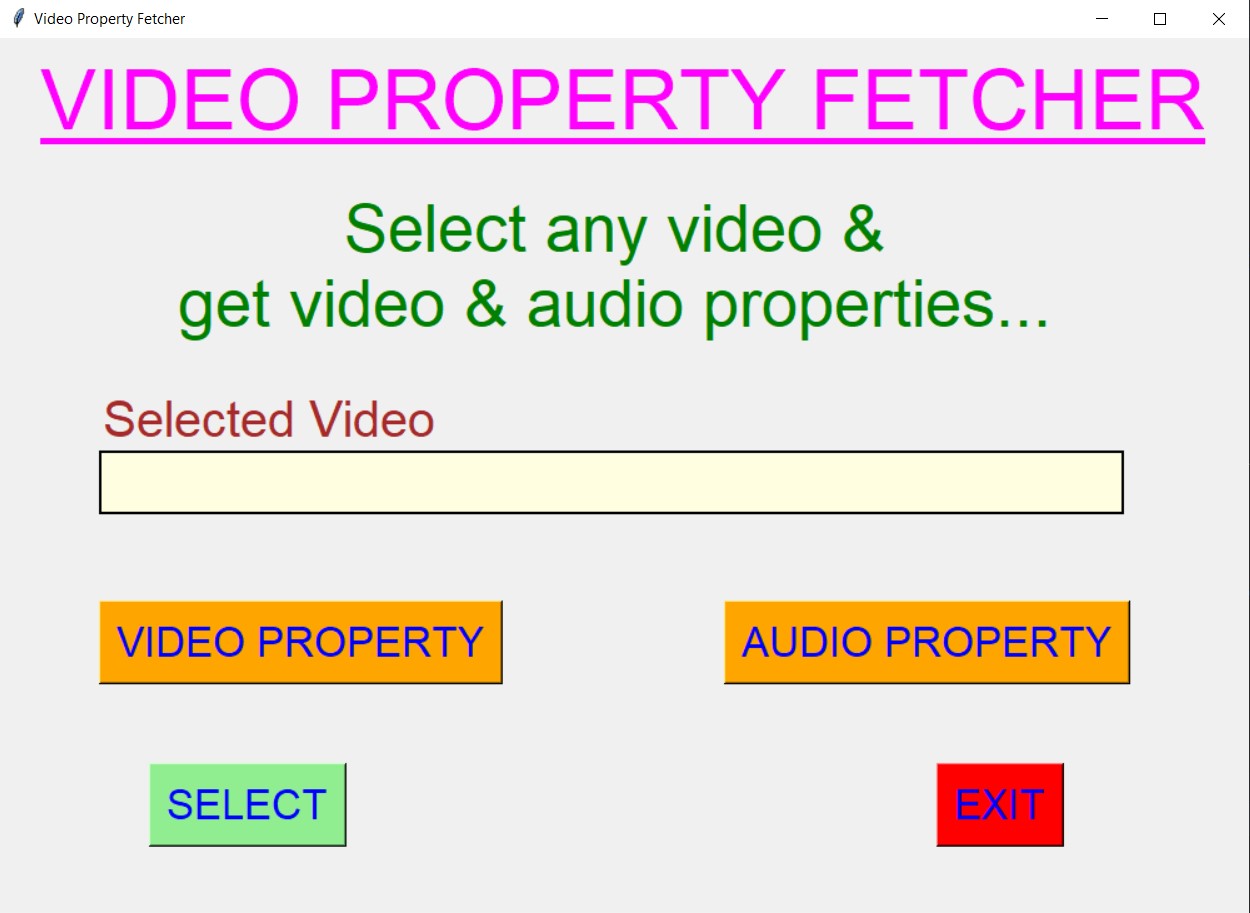 Video Property Fetcher
VIDEO PROPERTY FETCHER
Select any video &
get video & audio properties...
Selected Video
VIDEO PROPERTY
AUDIO PROPERTY
SELECT
EXIT